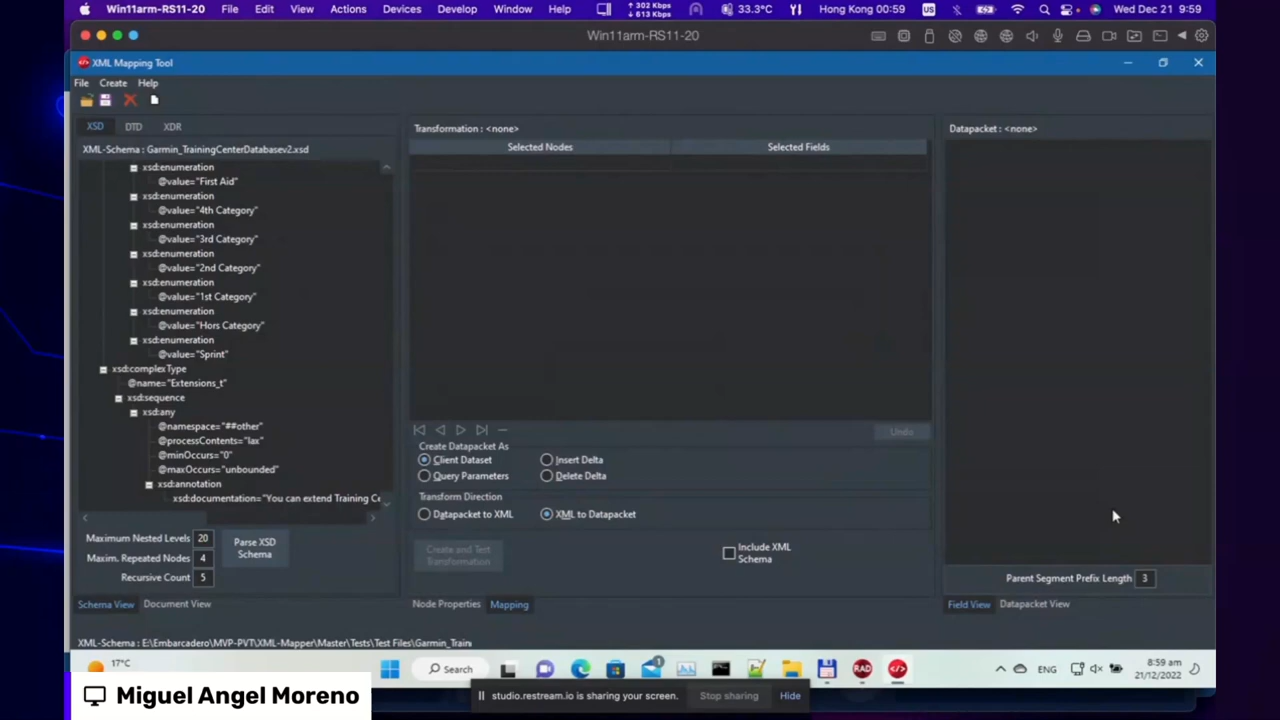 Win11arm-RS11-20 File Edit View Actions Devices Develop Window Help 302 Kbps 613 Kbps 33.3°C Hong Kong 00:59 US Wed Dec 21 9:59
Win11arm-RS11-20
XML Mapping Tool
File Create Help
XSD DTD XDR
XML-Schema : Garmin_TrainingCenterDatabasev2.xsd
xsd:enumeration
@value="First Aid"
xsd:enumeration
@value="4th Category"
xsd:enumeration
@value="3rd Category"
xsd:enumeration
@value="2nd Category"
xsd:enumeration
@value="1st Category"
xsd:enumeration
@value="Hors Category"
xsd:enumeration
@value="Sprint"
xsd:complexType
@name="Extensions_t"
xsd:sequence
xsd:any
@namespace="##other"
@processContents="lax"
@minOccurs="0"
@maxOccurs="unbounded"
xsd:annotation
xsd:documentation="You can extend Training Ce
Maximum Nested Levels 20
Maxim. Repeated Nodes 4
Recursive Count 5
Parse XSD
Schema
Schema View Document View
Transformation : <none>
Selected Nodes Selected Fields
Undo
Create Datapacket As
Client Dataset Insert Delta
Query Parameters Delete Delta
Transform Direction
Datapacket to XML XML to Datapacket
Create and Test
Transformation
Include XML
Schema
Node Properties Mapping
Datapacket : <none>
Parent Segment Prefix Length 3
Field View Datapacket View
XML-Schema : E:\Embarcadero\MVP-PVT\XML-Mapper\Master\Tests\Test Files\Garmin_Train
17°C
Search
RAD
ENG
8:59 am
21/12/2022
studio.restream.io is sharing your screen. Stop sharing Hide
Miguel Angel Moreno